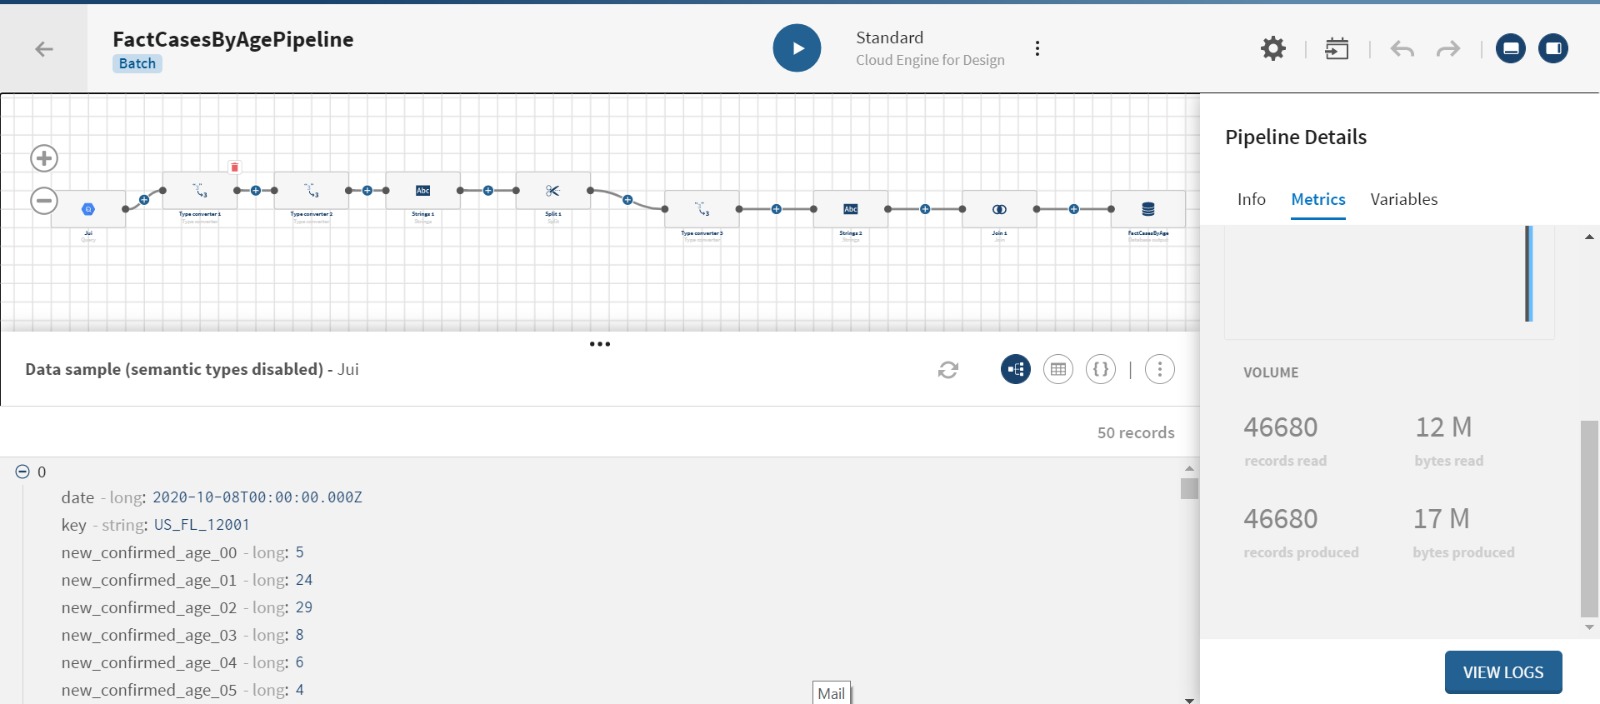 FactCasesByAgePipeline
Batch
Standard
Cloud Engine for Design
Jui
Query
Type converter 1
Type converter
Type converter 2
Type converter
Abc
Strings 1
Strings
Split 1
Split
Type converter 3
Type converter
Abc
Strings 2
Strings
Join 1
Join
FactCasesByAge
Database output
Data sample (semantic types disabled) - Jui
50 records
0
date - long: 2020-10-08T00:00:00.000Z
key - string: US_FL_12001
new_confirmed_age_00 - long: 5
new_confirmed_age_01 - long: 24
new_confirmed_age_02 - long: 29
new_confirmed_age_03 - long: 8
new_confirmed_age_04 - long: 6
new_confirmed_age_05 - long: 4
Mail
Pipeline Details
Info Metrics Variables
VOLUME
46680 12 M
records read bytes read
46680 17 M
records produced bytes produced
VIEW LOGS